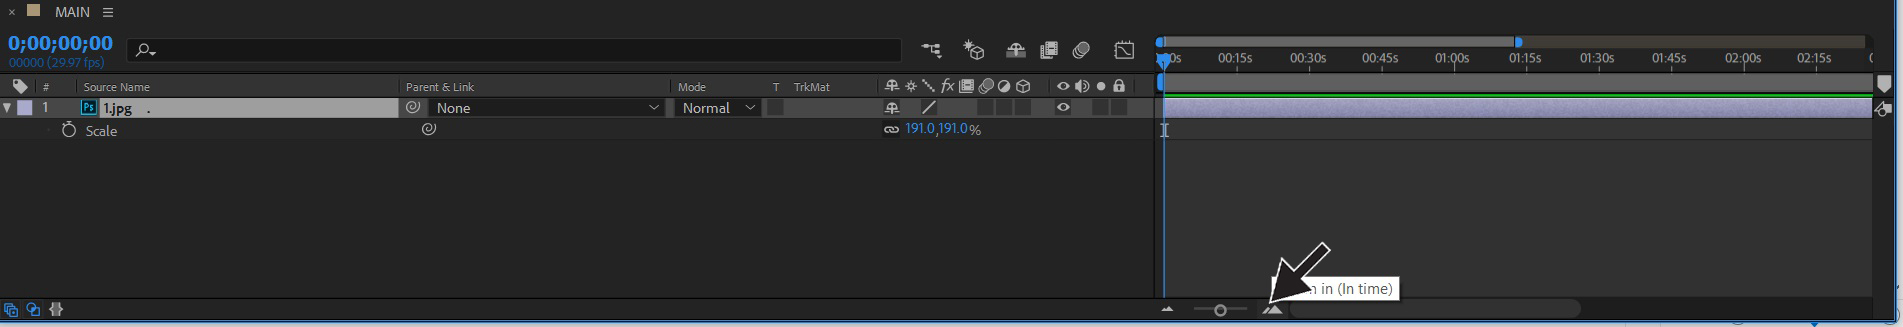 × MAIN
0;00;00;00
00000 (29.97 fps)
00s 00:15s 00:30s 00:45s 01:00s 01:15s 01:30s 01:45s 02:00s 02:15s
# Source Name Parent & Link Mode T TrkMat fx
1 Ps 1.jpg . None Normal
Scale 191.0,191.0%
in (In time)